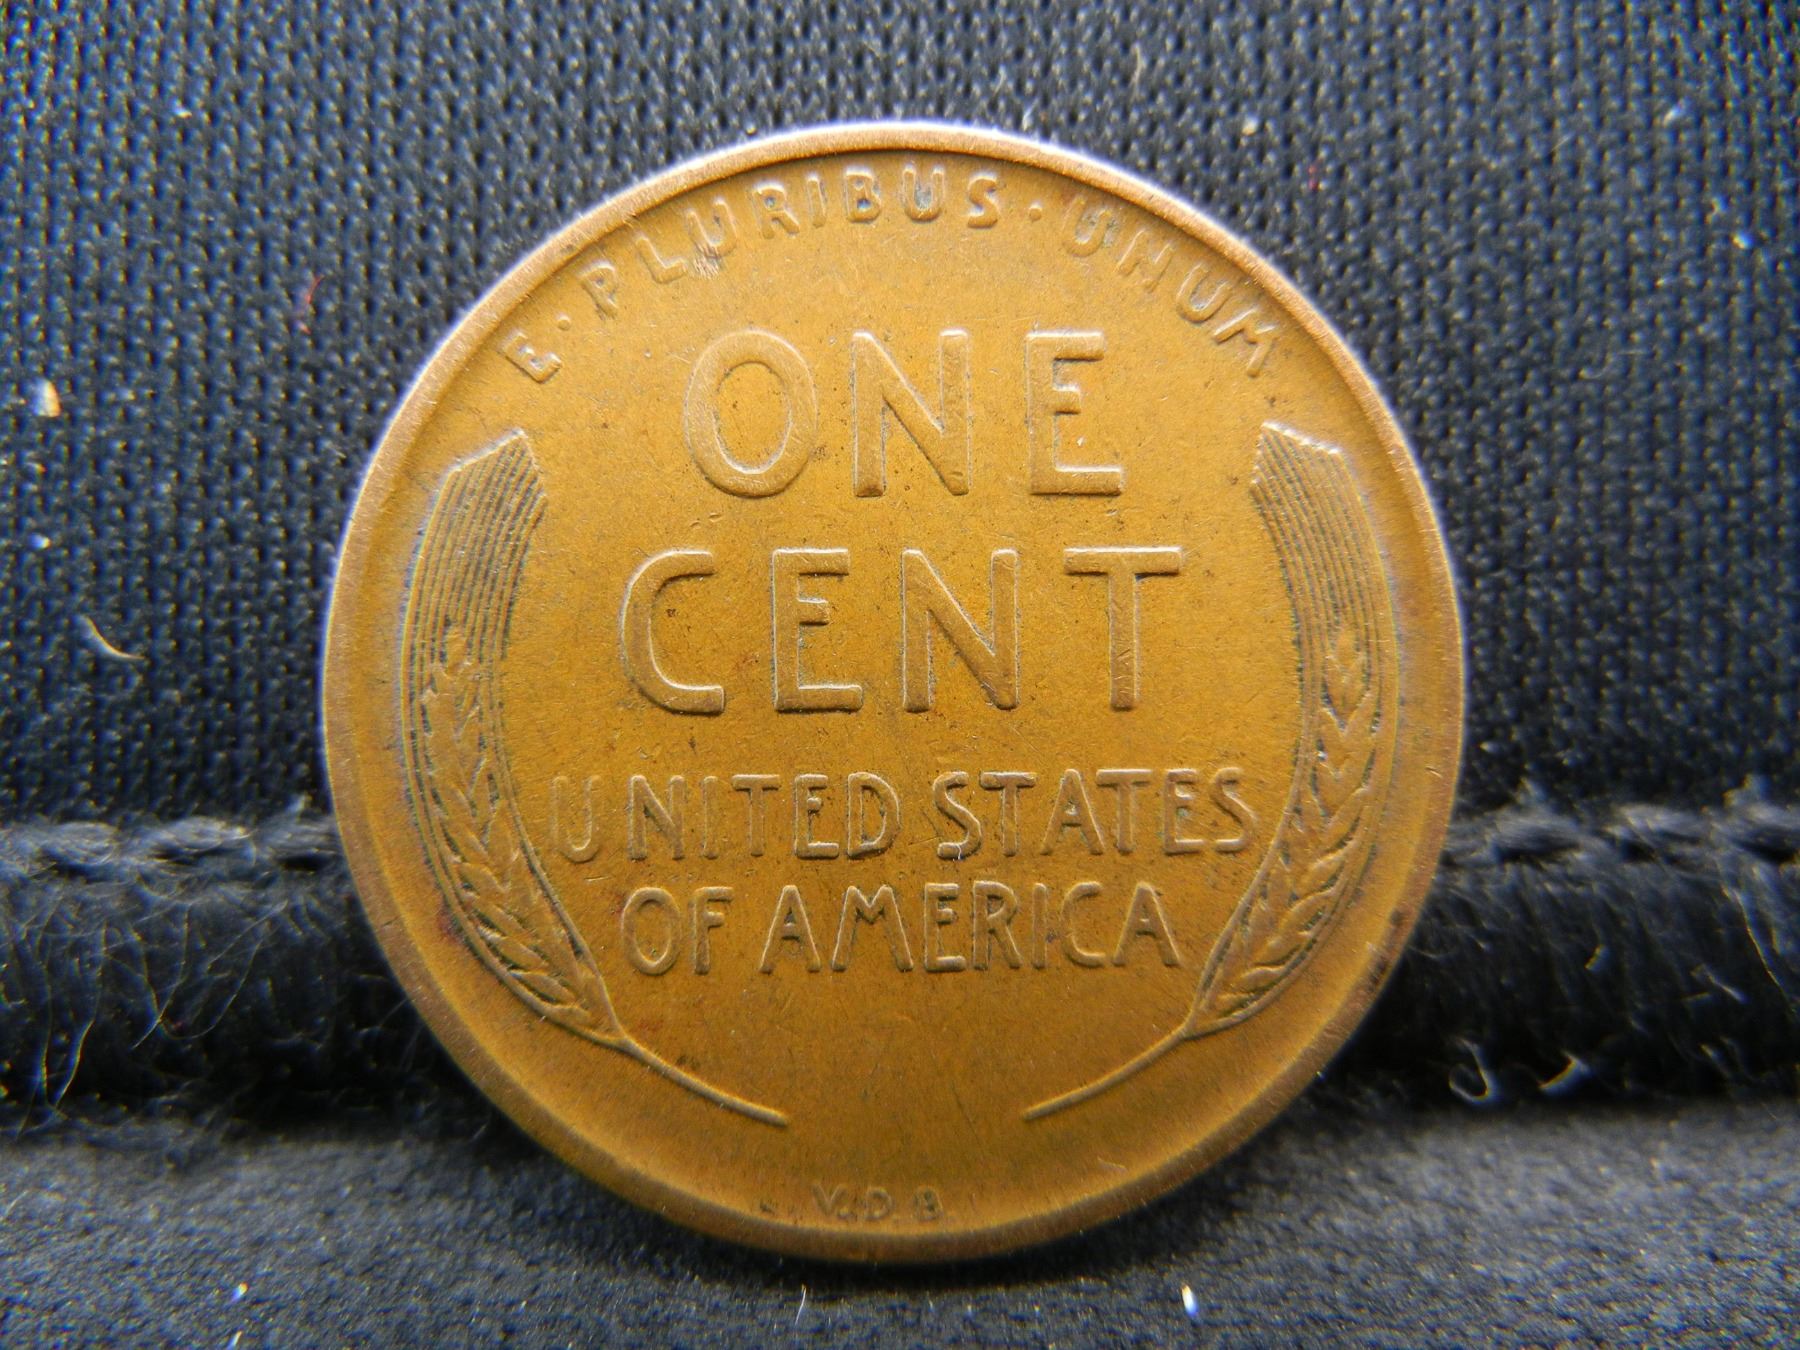 E·PLURIBUS·UNUM
ONE
CENT
UNITED STATES
OF AMERICA
V.D.B.